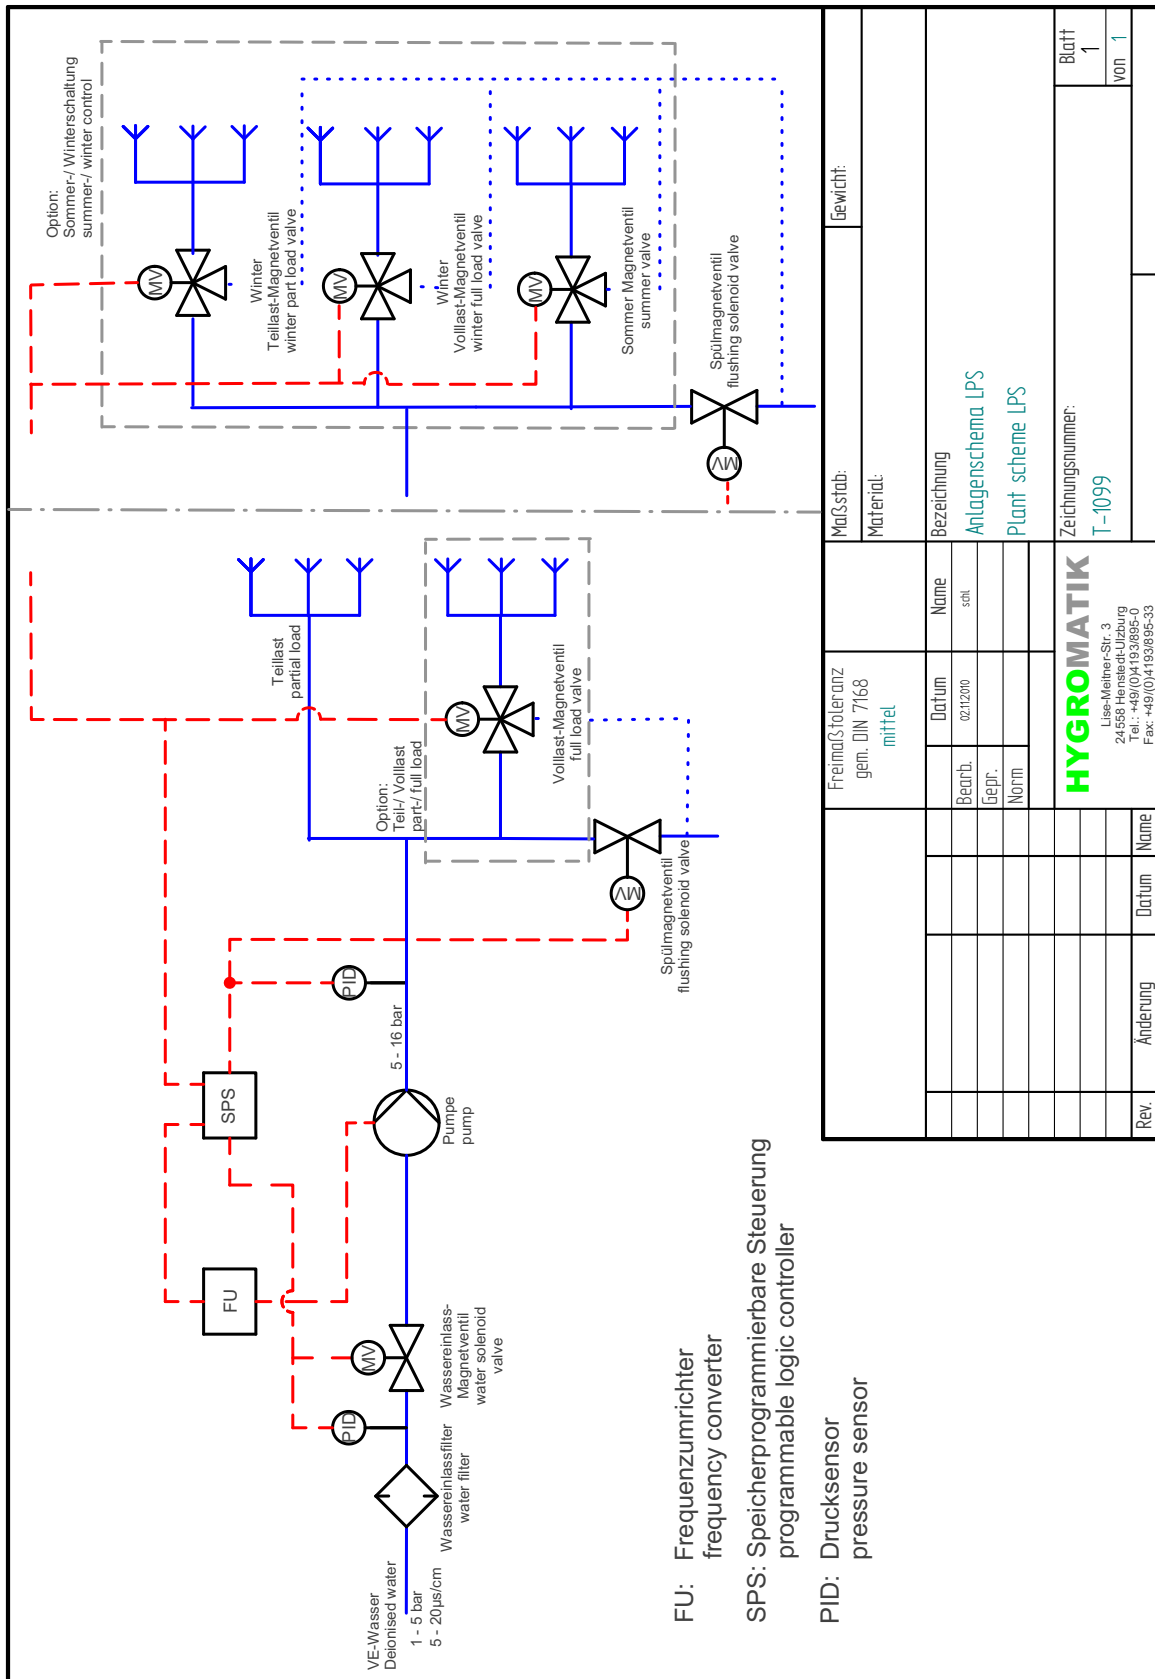 Option:
Sommer-/ Winterschaltung
summer-/ winter control
MV
MV
MV
Winter
Teillast-Magnetventil
winter part load valve
Winter
Volllast-Magnetventil
winter full load valve
Sommer Magnetventil
summer valve
Spülmagnetventil
flushing solenoid valve
MV
Teillast
partial load
Option:
Teil-/ Volllast
part-/ full load
MV
Volllast-Magnetventil
full load valve
MV
Spülmagnetventil
flushing solenoid valve
PID
5 - 16 bar
SPS
Pumpe
pump
FU
MV
Wassereinlass-
Magnetventil
water solenoid
valve
PID
Wassereinlassfilter
water filter
VE-Wasser
Deionised water
1 - 5 bar
5 - 20µs/cm
FU: Frequenzumrichter
frequency converter
SPS: Speicherprogrammierbare Steuerung
programmable logic controller
PID: Drucksensor
pressure sensor
Freimaßtoleranz
gem. DIN 7168
mittel
Maßstab:
Gewicht:
Material:
Datum
Name
Bearb.
02.11.2010
schl
Gepr.
Norm
Bezeichnung
Anlagenschema LPS
Plant scheme LPS
HYGROMATIK
Lise-Meitner-Str. 3
24558 Henstedt-Ulzburg
Tel.: +49/(0)4193/895-0
Fax: +49/(0)4193/895-33
Zeichnungsnummer:
T-1099
Blatt
1
von 1
Rev.
Änderung
Datum
Name